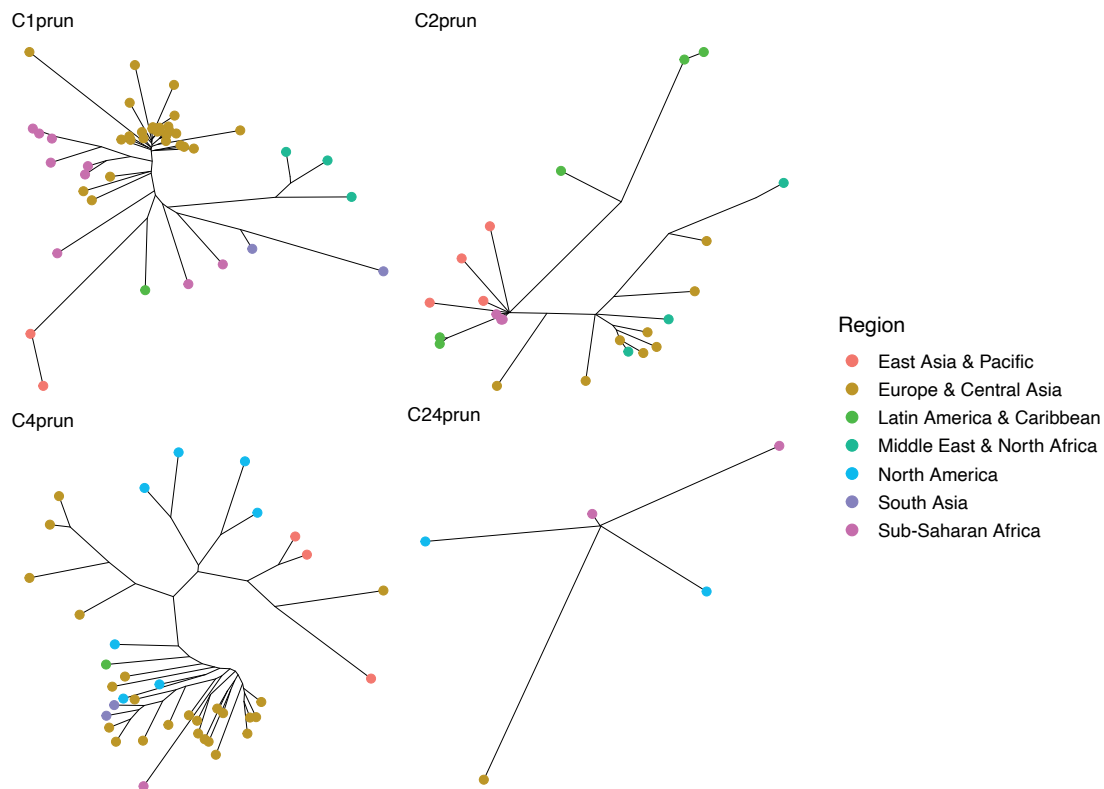 C1prun
C2prun
C4prun
C24prun
Region
East Asia & Pacific
Europe & Central Asia
Latin America & Caribbean
Middle East & North Africa
North America
South Asia
Sub-Saharan Africa